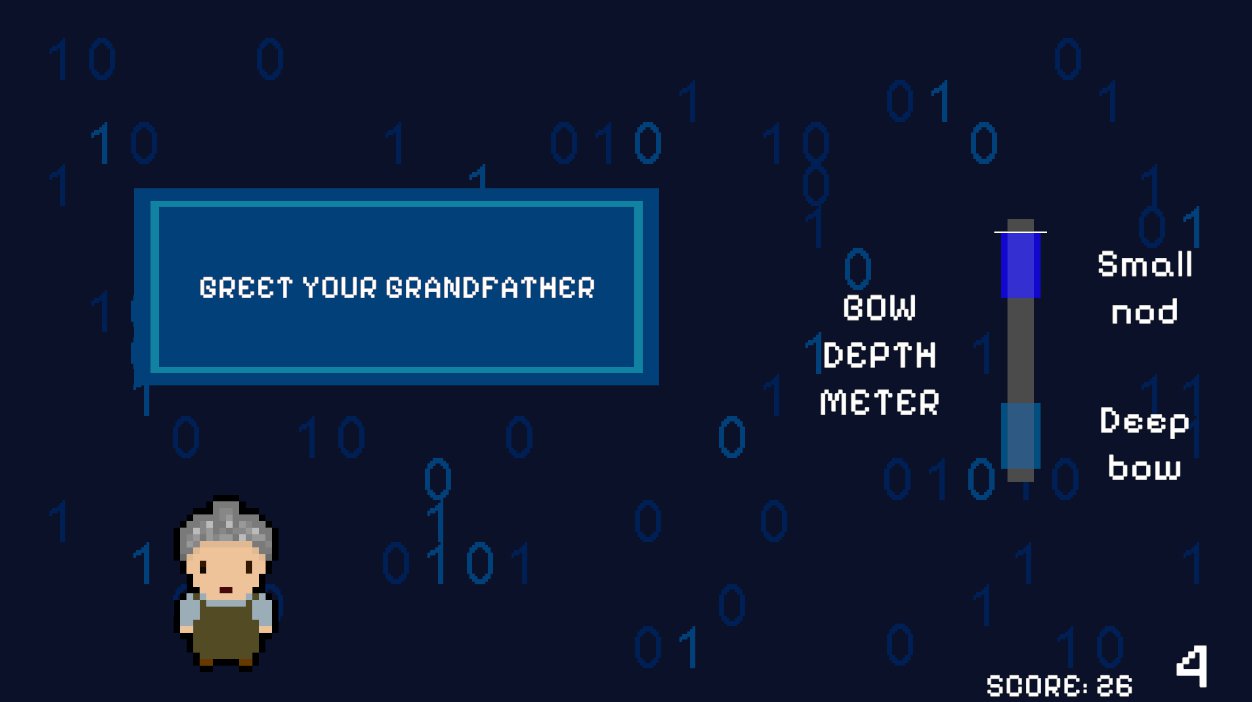 GREET YOUR GRANDFATHER
BOW
DEPTH
METER
Small
nod
Deep
bow
SCORE: 26
4